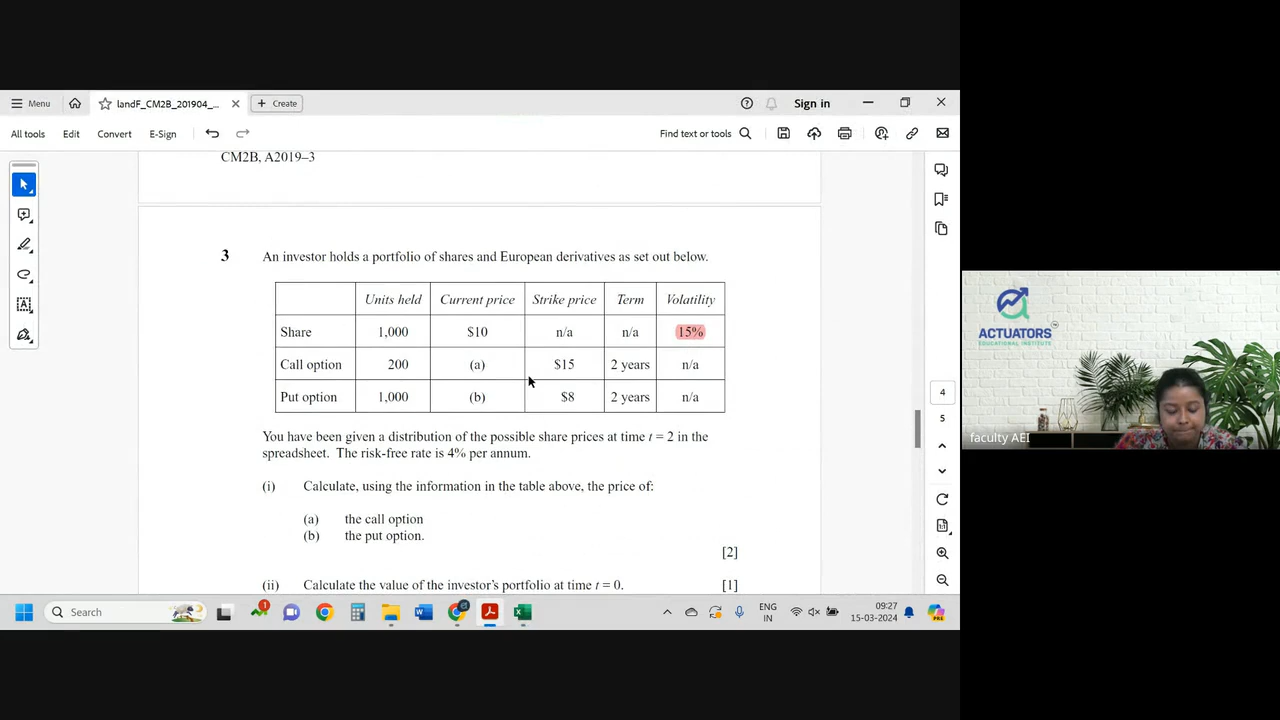 Menu
landF_CM2B_201904_...
Create
Sign in
All tools
Edit
Convert
E-Sign
Find text or tools
CM2B, A2019–3
3 An investor holds a portfolio of shares and European derivatives as set out below.
Units held Current price Strike price Term Volatility
Share 1,000 $10 n/a n/a 15%
Call option 200 (a) $15 2 years n/a
Put option 1,000 (b) $8 2 years n/a
You have been given a distribution of the possible share prices at time t = 2 in the
spreadsheet. The risk-free rate is 4% per annum.
(i) Calculate, using the information in the table above, the price of:
(a) the call option
(b) the put option.
[2]
(ii) Calculate the value of the investor's portfolio at time t = 0. [1]
4
5
ACTUATORS
EDUCATIONAL INSTITUTE
faculty AEI
Search
1
ENG
IN
09:27
15-03-2024